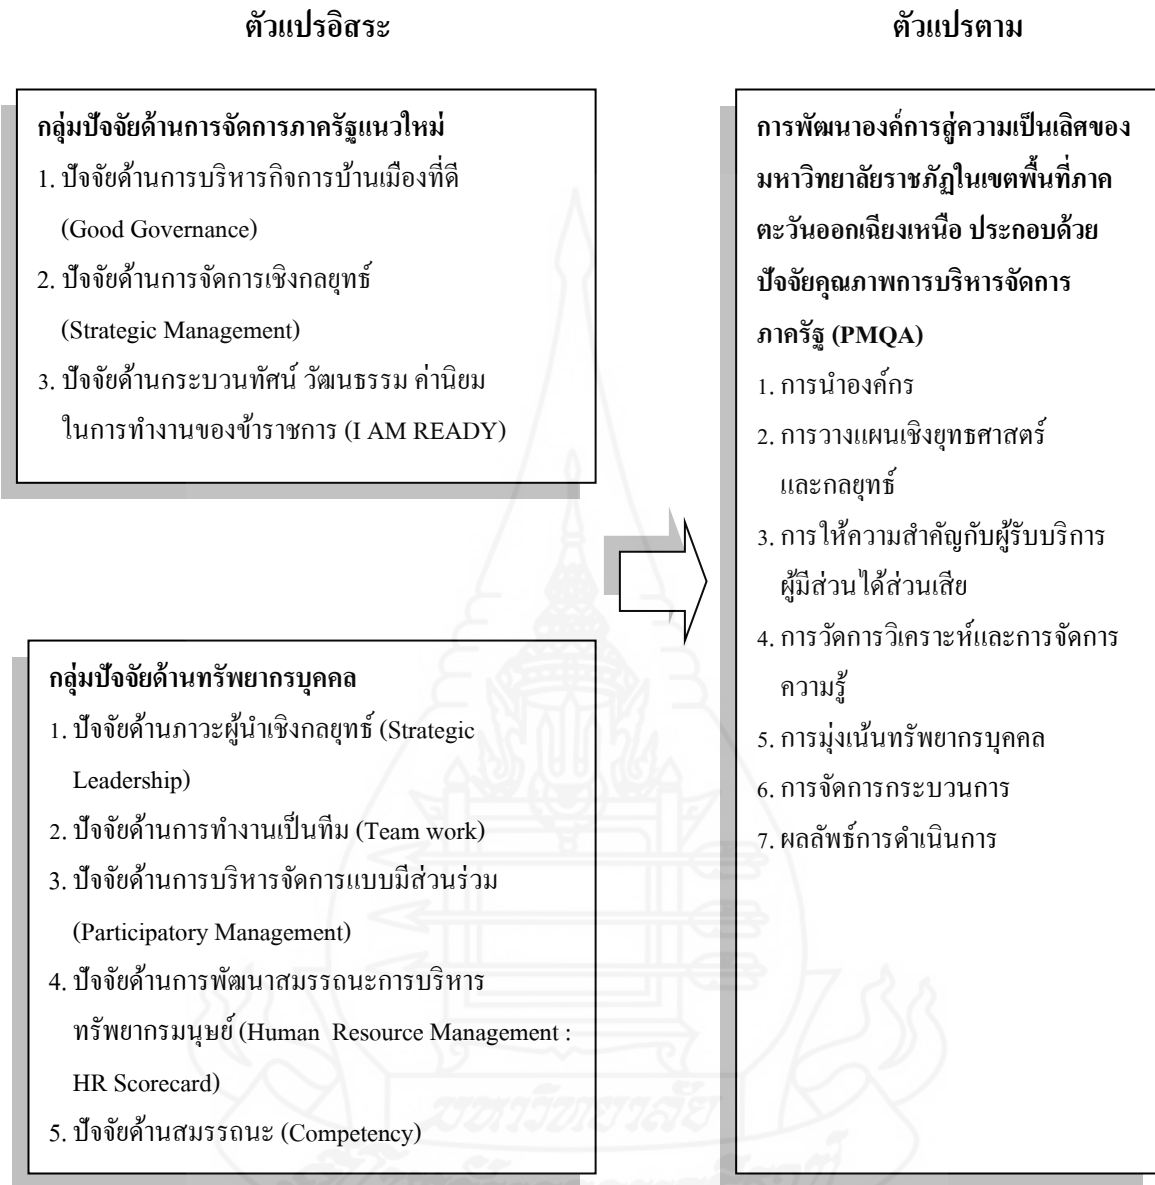 ตัวแปรอิสระ
ตัวแปรตาม
กลุ่มปัจจัยด้านการจัดการภาครัฐแนวใหม่
1. ปัจจัยด้านการบริหารกิจการบ้านเมืองที่ดี
(Good Governance)
2. ปัจจัยด้านการจัดการเชิงกลยุทธ์
(Strategic Management)
3. ปัจจัยด้านกระบวนทัศน์ วัฒนธรรม ค่านิยม
ในการทำงานของข้าราชการ (I AM READY)
กลุ่มปัจจัยด้านทรัพยากรบุคคล
1. ปัจจัยด้านภาวะผู้นำเชิงกลยุทธ์ (Strategic
Leadership)
2. ปัจจัยด้านการทำงานเป็นทีม (Team work)
3. ปัจจัยด้านการบริหารจัดการแบบมีส่วนร่วม
(Participatory Management)
4. ปัจจัยด้านการพัฒนาสมรรถนะการบริหาร
ทรัพยากรมนุษย์ (Human Resource Management :
HR Scorecard)
5. ปัจจัยด้านสมรรถนะ (Competency)
การพัฒนาองค์การสู่ความเป็นเลิศของ
มหาวิทยาลัยราชภัฏในเขตพื้นที่ภาค
ตะวันออกเฉียงเหนือ ประกอบด้วย
ปัจจัยคุณภาพการบริหารจัดการ
ภาครัฐ (PMQA)
1. การนำองค์กร
2. การวางแผนเชิงยุทธศาสตร์
และกลยุทธ์
3. การให้ความสำคัญกับผู้รับบริการ
ผู้มีส่วนได้ส่วนเสีย
4. การวัดการวิเคราะห์และการจัดการ
ความรู้
5. การมุ่งเน้นทรัพยากรบุคคล
6. การจัดการกระบวนการ
7. ผลลัพธ์การดำเนินการ
มหาวิทยาลัย